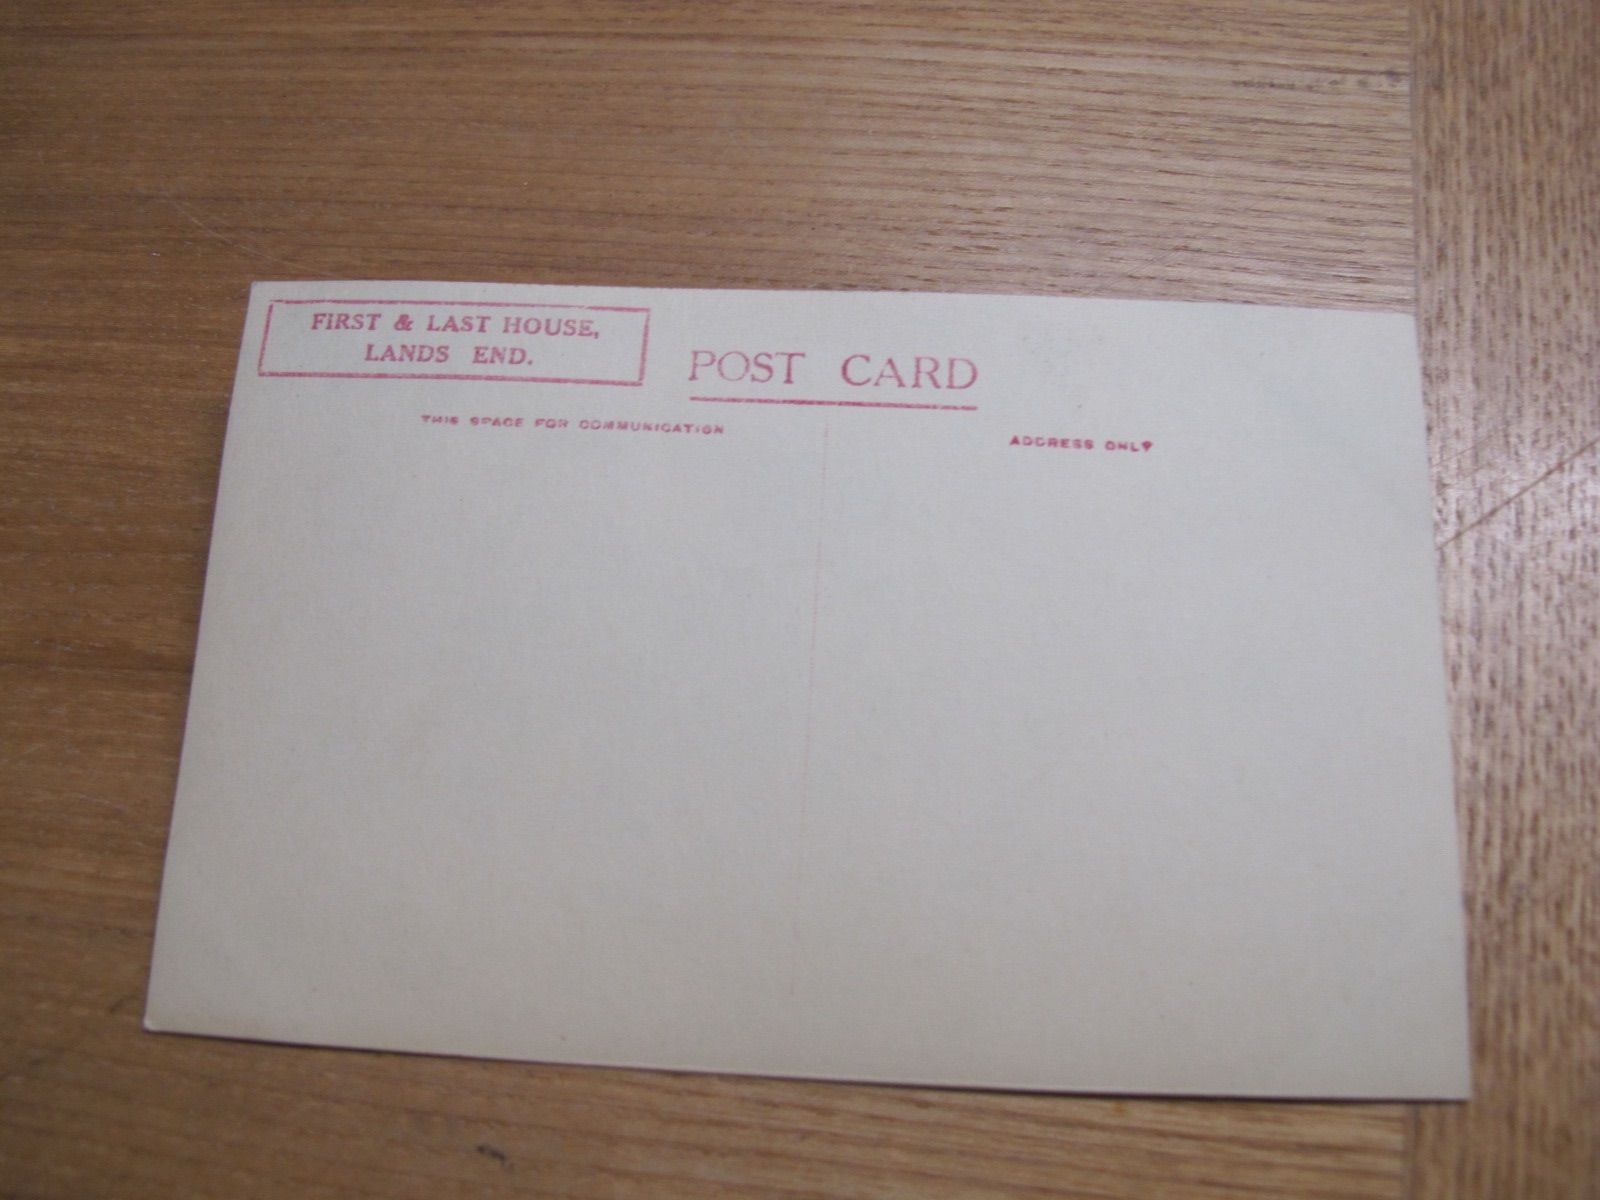 FIRST & LAST HOUSE,
LANDS END.
POST CARD
THIS SPACE FOR COMMUNICATION
ADDRESS ONLY